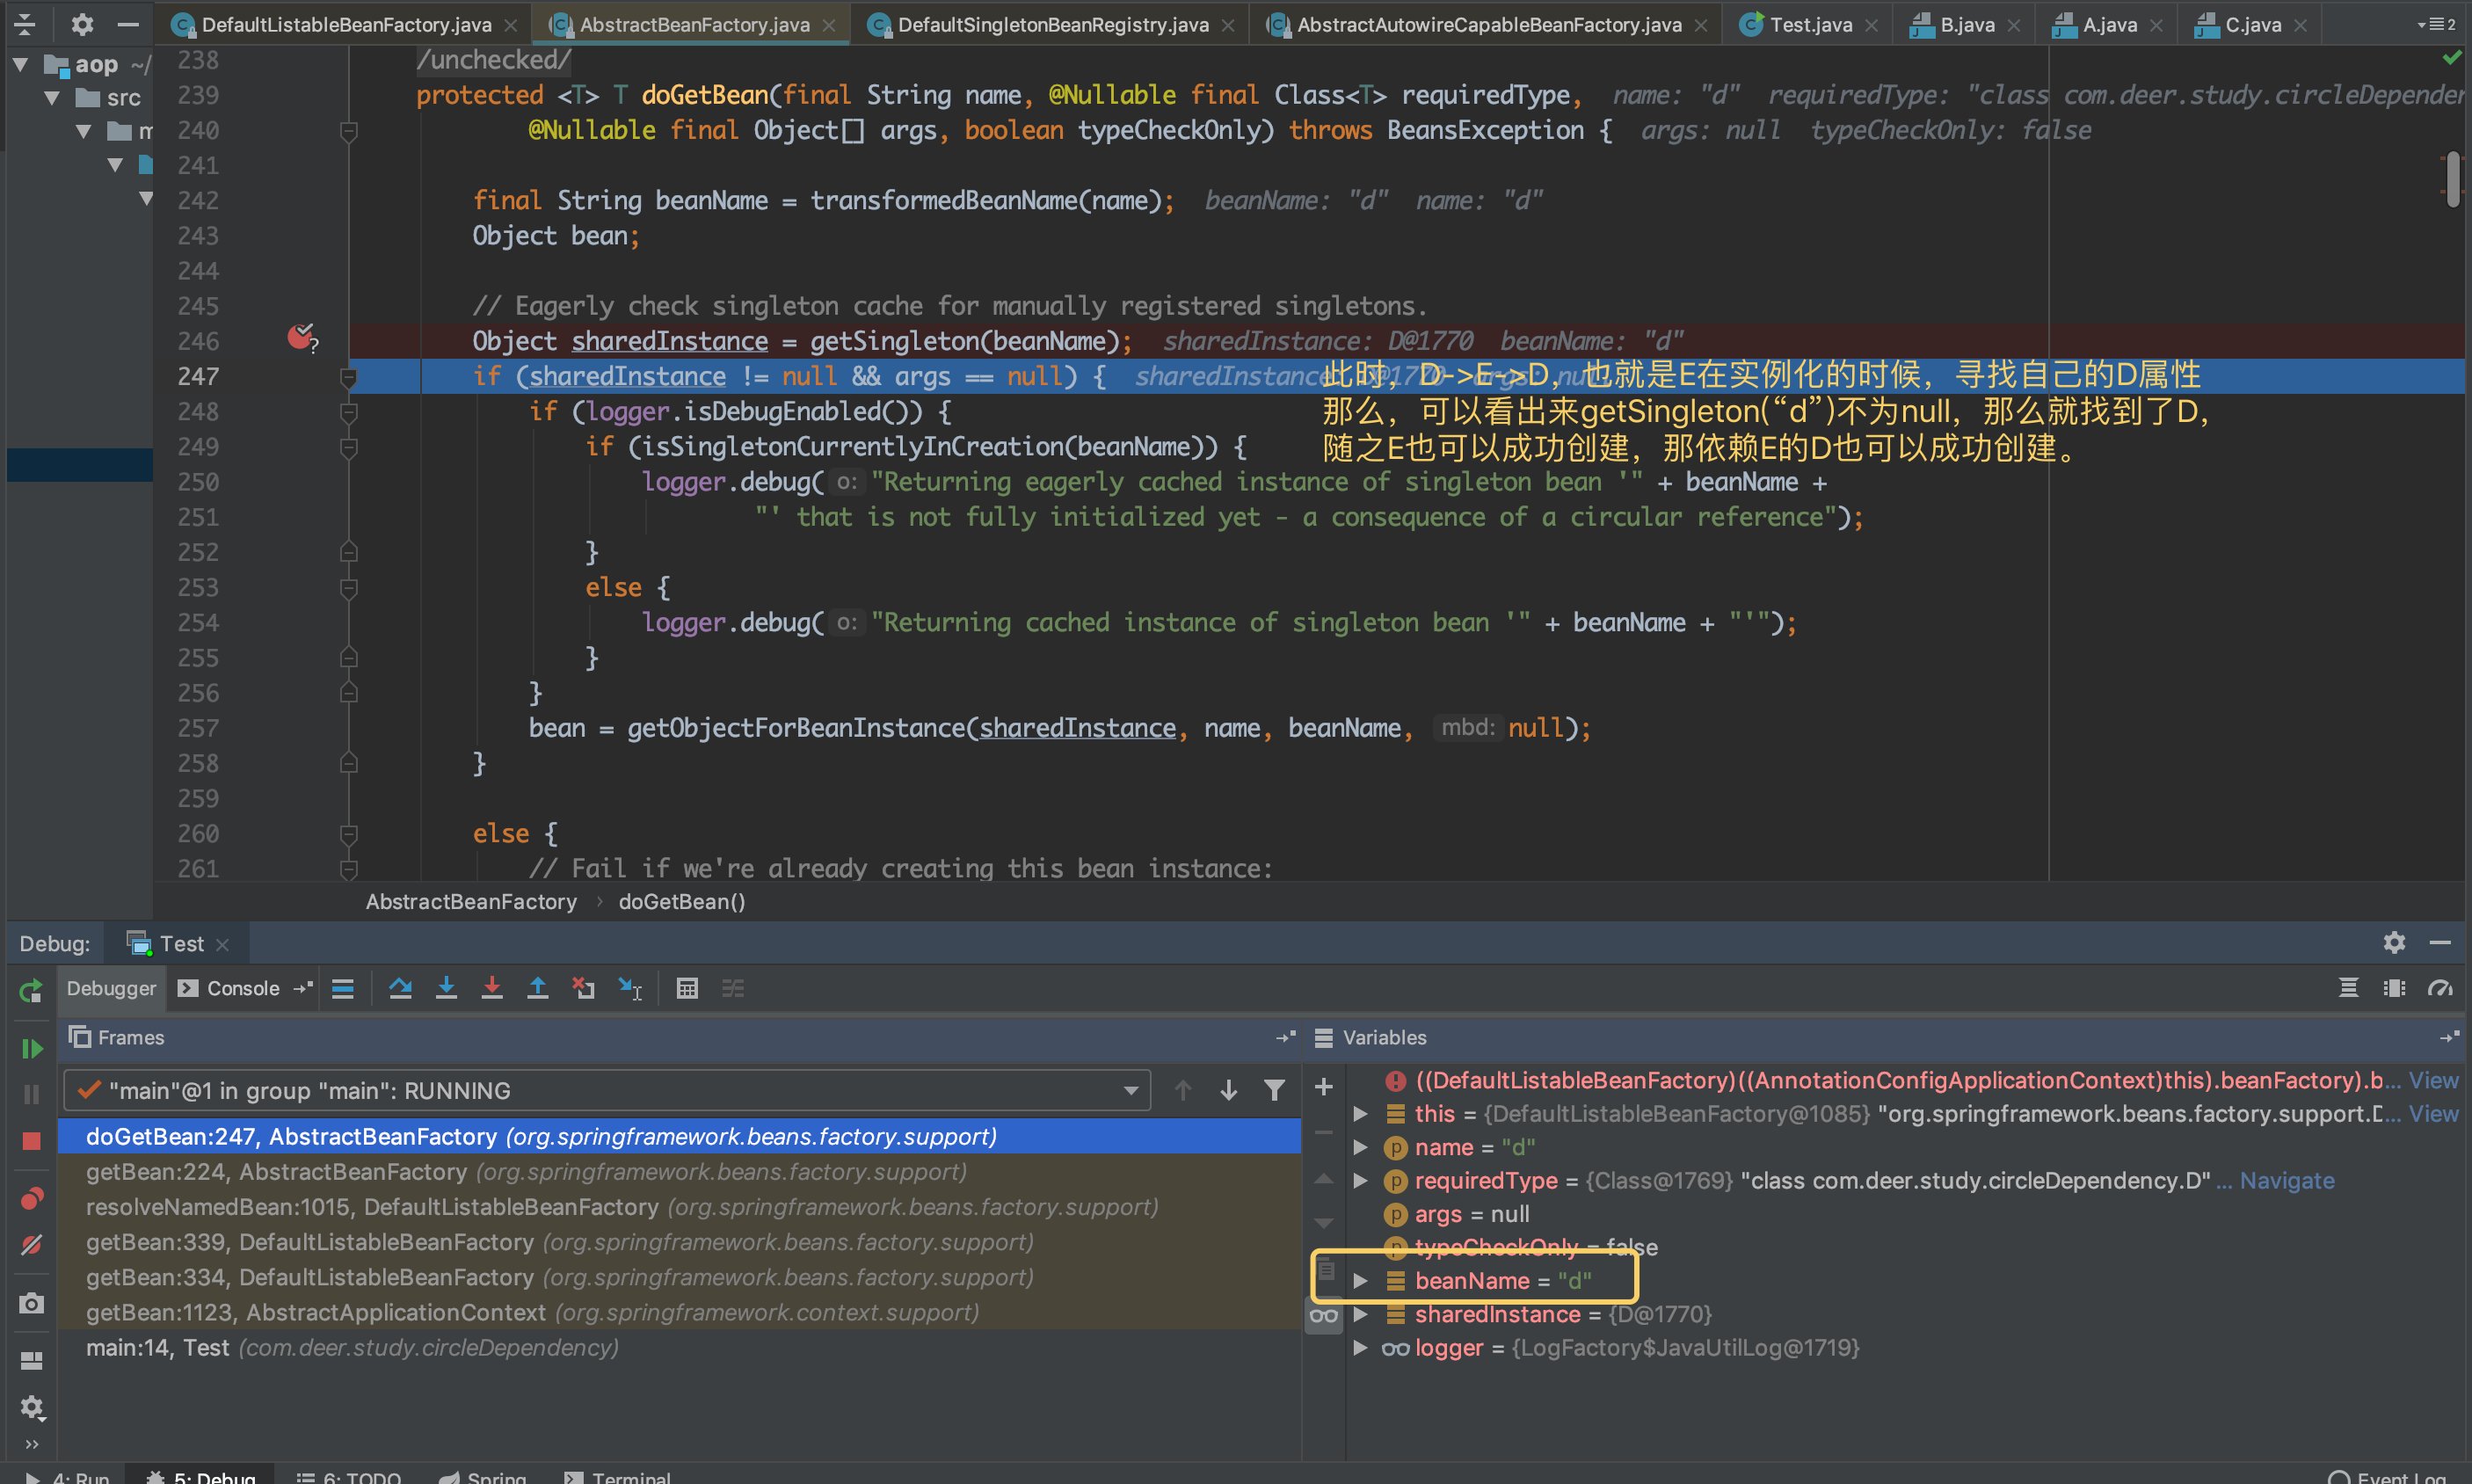 DefaultListableBeanFactory.java
AbstractBeanFactory.java
DefaultSingletonBeanRegistry.java
AbstractAutowireCapableBeanFactory.java
Test.java
B.java
A.java
C.java
2
aop ~/
src
m
238 /unchecked/
239 protected <T> T doGetBean(final String name, @Nullable final Class<T> requiredType, name: "d" requiredType: "class com.deer.study.circleDepender
240 @Nullable final Object[] args, boolean typeCheckOnly) throws BeansException { args: null typeCheckOnly: false
241
242 final String beanName = transformedBeanName(name); beanName: "d" name: "d"
243 Object bean;
244
245 // Eagerly check singleton cache for manually registered singletons.
246 Object sharedInstance = getSingleton(beanName); sharedInstance: D@1770 beanName: "d"
247 if (sharedInstance != null && args == null) { sharedInstance: D@1770 args: null
此时，D->E->D，也就是E在实例化的时候，寻找自己的D属性
248 if (logger.isDebugEnabled()) {
那么，可以看出来getSingleton(“d”)不为null，那么就找到了D，
249 if (isSingletonCurrentlyInCreation(beanName)) {
随之E也可以成功创建，那依赖E的D也可以成功创建。
250 logger.debug( o: "Returning eagerly cached instance of singleton bean '" + beanName +
251 "' that is not fully initialized yet - a consequence of a circular reference");
252 }
253 else {
254 logger.debug( o: "Returning cached instance of singleton bean '" + beanName + "'");
255 }
256 }
257 bean = getObjectForBeanInstance(sharedInstance, name, beanName, mbd: null);
258 }
259
260 else {
261 // Fail if we're already creating this bean instance:
AbstractBeanFactory › doGetBean()
Debug: Test
Debugger Console
Frames
"main"@1 in group "main": RUNNING
doGetBean:247, AbstractBeanFactory (org.springframework.beans.factory.support)
getBean:224, AbstractBeanFactory (org.springframework.beans.factory.support)
resolveNamedBean:1015, DefaultListableBeanFactory (org.springframework.beans.factory.support)
getBean:339, DefaultListableBeanFactory (org.springframework.beans.factory.support)
getBean:334, DefaultListableBeanFactory (org.springframework.beans.factory.support)
getBean:1123, AbstractApplicationContext (org.springframework.context.support)
main:14, Test (com.deer.study.circleDependency)
Variables
((DefaultListableBeanFactory)((AnnotationConfigApplicationContext)this).beanFactory).b... View
this = {DefaultListableBeanFactory@1085} "org.springframework.beans.factory.support.D... View
name = "d"
requiredType = {Class@1769} "class com.deer.study.circleDependency.D" ... Navigate
args = null
typeCheckOnly = false
beanName = "d"
sharedInstance = {D@1770}
logger = {LogFactory$JavaUtilLog@1719}
4: Run
5: Debug
6: TODO
Spring
Terminal
Event Log